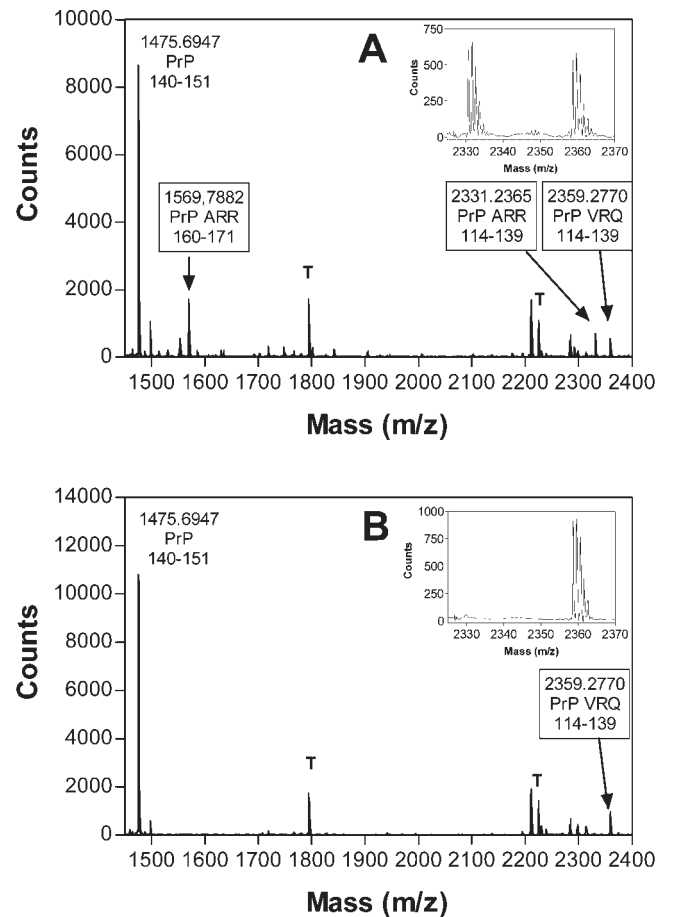 A
Counts
10000
8000
6000
4000
2000
0
1475.6947
PrP
140-151
1569,7882
PrP ARR
160-171
T
T
2331.2365
PrP ARR
114-139
2359.2770
PrP VRQ
114-139
Counts
750
500
250
0
2330 2340 2350 2360 2370
Mass (m/z)
1500 1600 1700 1800 1900 2000 2100 2200 2300 2400
Mass (m/z)
B
Counts
14000
12000
10000
8000
6000
4000
2000
0
1475.6947
PrP
140-151
T
T
2359.2770
PrP VRQ
114-139
Counts
1000
750
500
250
0
2330 2340 2350 2360 2370
Mass (m/z)
1500 1600 1700 1800 1900 2000 2100 2200 2300 2400
Mass (m/z)